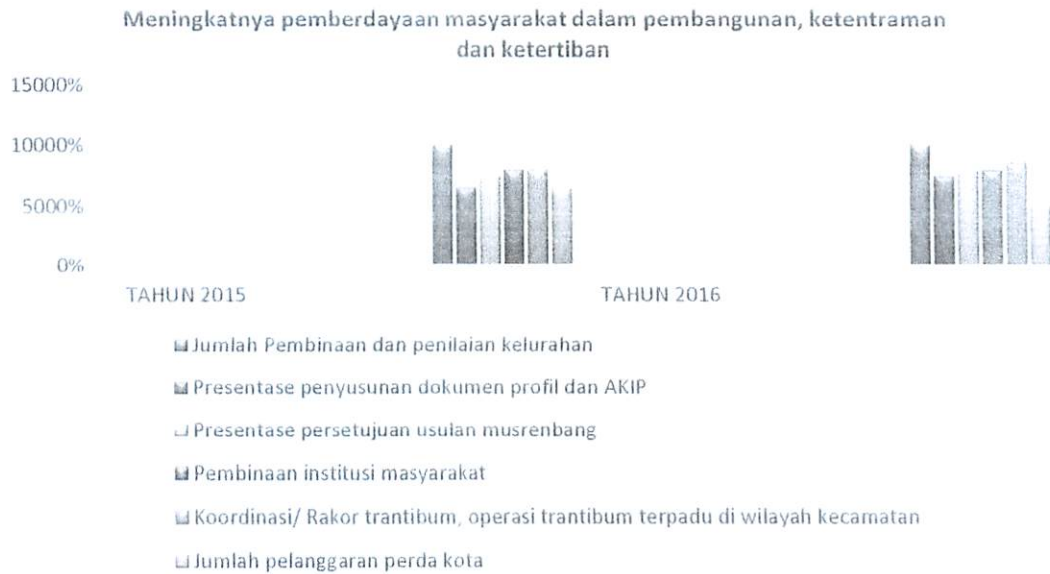 Meningkatnya pemberdayaan masyarakat dalam pembangunan, ketentraman
dan ketertiban
15000%
10000%
5000%
0%
TAHUN 2015
TAHUN 2016
Jumlah Pembinaan dan penilaian kelurahan
Presentase penyusunan dokumen profil dan AKIP
Presentase persetujuan usulan musrenbang
Pembinaan institusi masyarakat
Koordinasi/ Rakor trantibum, operasi trantibum terpadu di wilayah kecamatan
Jumlah pelanggaran perda kota